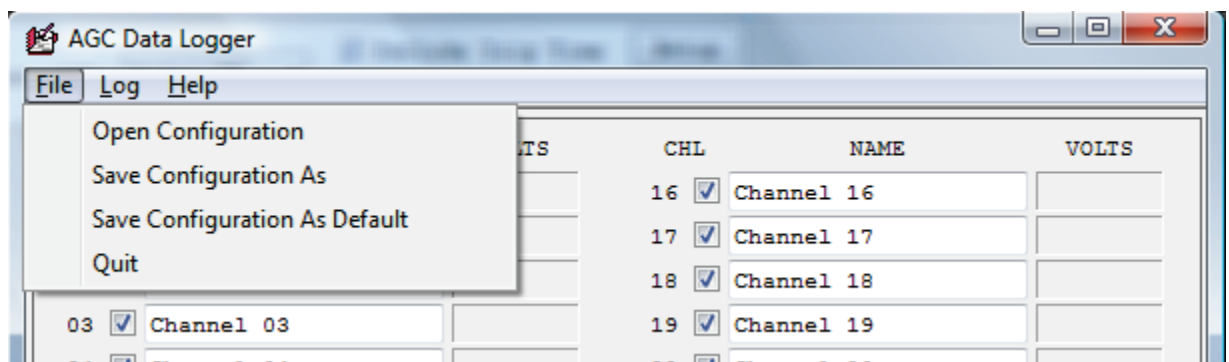 AGC Data Logger
File Log Help
Open Configuration
Save Configuration As
Save Configuration As Default
Quit
CHL NAME VOLTS
16 Channel 16
17 Channel 17
18 Channel 18
03 Channel 03 19 Channel 19